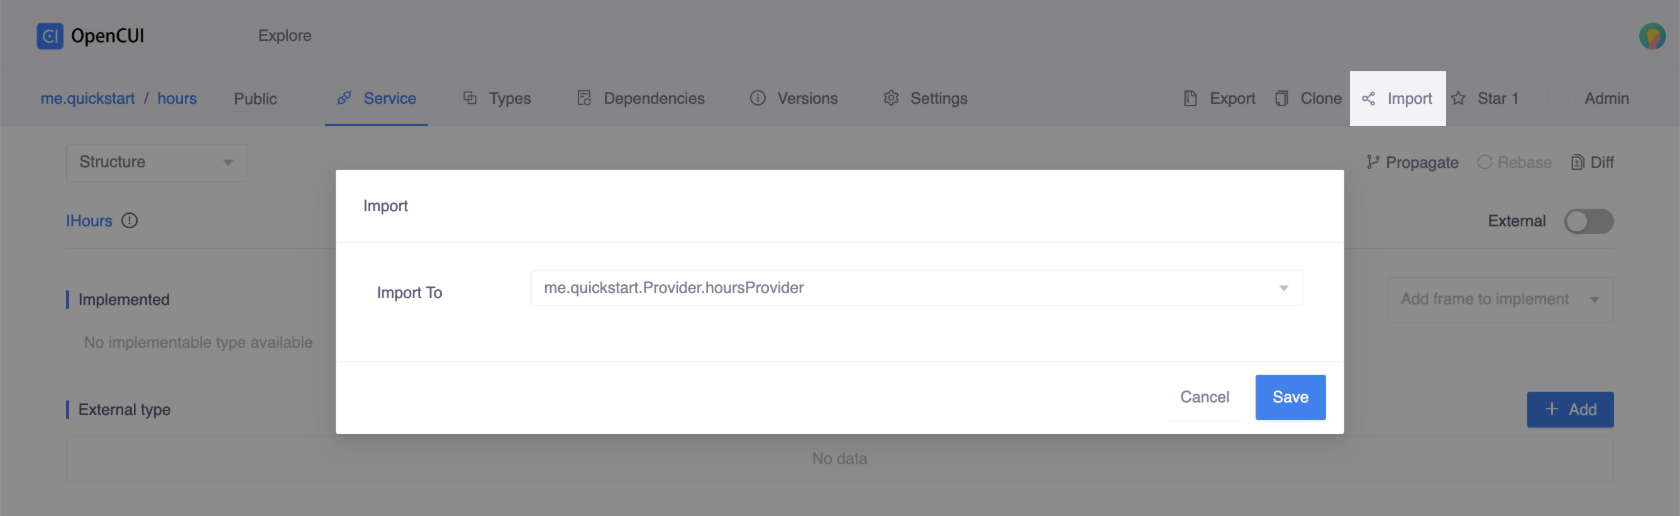 CI OpenCUI Explore
me.quickstart / hours Public Service Types Dependencies Versions Settings Export Clone Import Star 1 Admin
Structure Propagate Rebase Diff
Import
IHours External
Import To me.quickstart.Provider.hoursProvider
Implemented Add frame to implement
No implementable type available
Cancel Save
External type + Add
No data